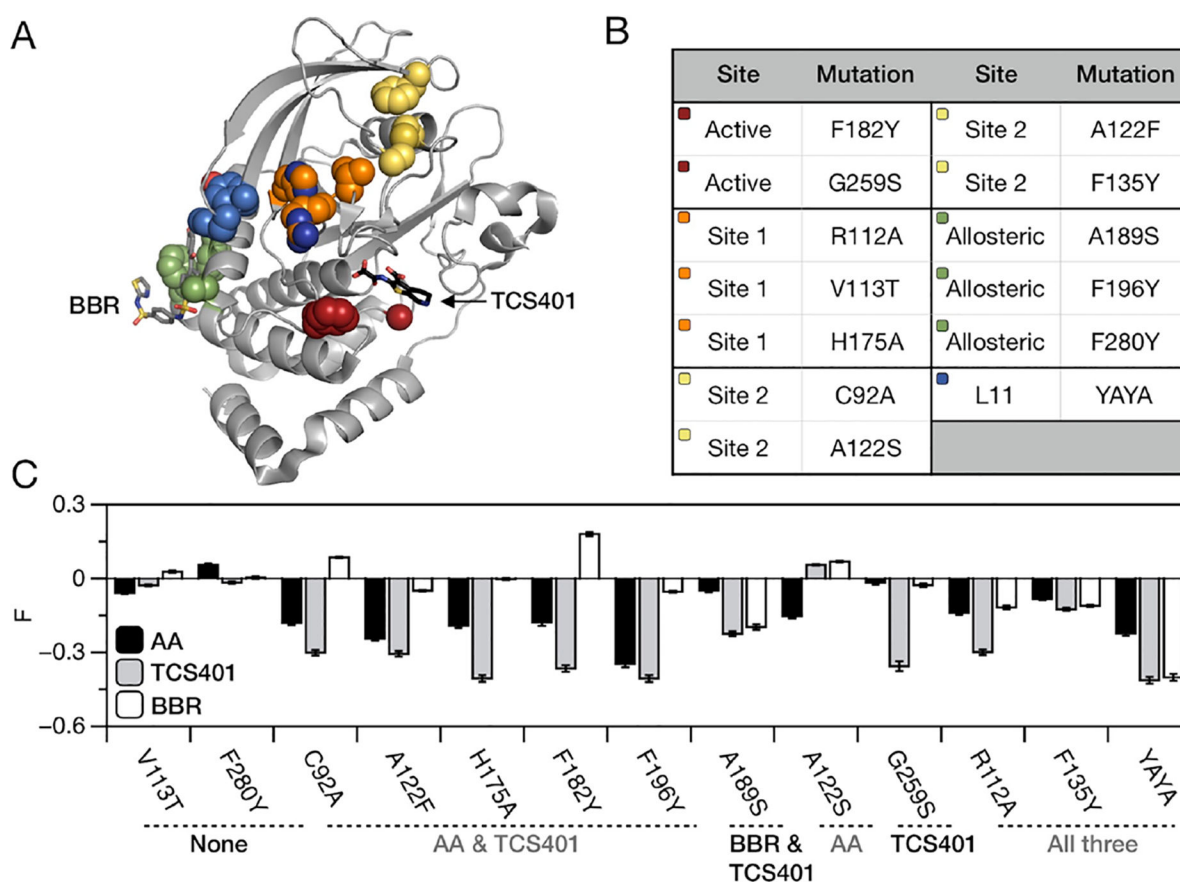 A
BBR
TCS401
B
Site Mutation Site Mutation
Active F182Y Site 2 A122F
Active G259S Site 2 F135Y
Site 1 R112A Allosteric A189S
Site 1 V113T Allosteric F196Y
Site 1 H175A Allosteric F280Y
Site 2 C92A L11 YAYA
Site 2 A122S
C
0.3
0
−0.3
−0.6
F
AA
TCS401
BBR
V113T F280Y C92A A122F H175A F182Y F196Y A189S A122S G259S R112A F135Y YAYA
None AA & TCS401 BBR & TCS401 AA TCS401 All three